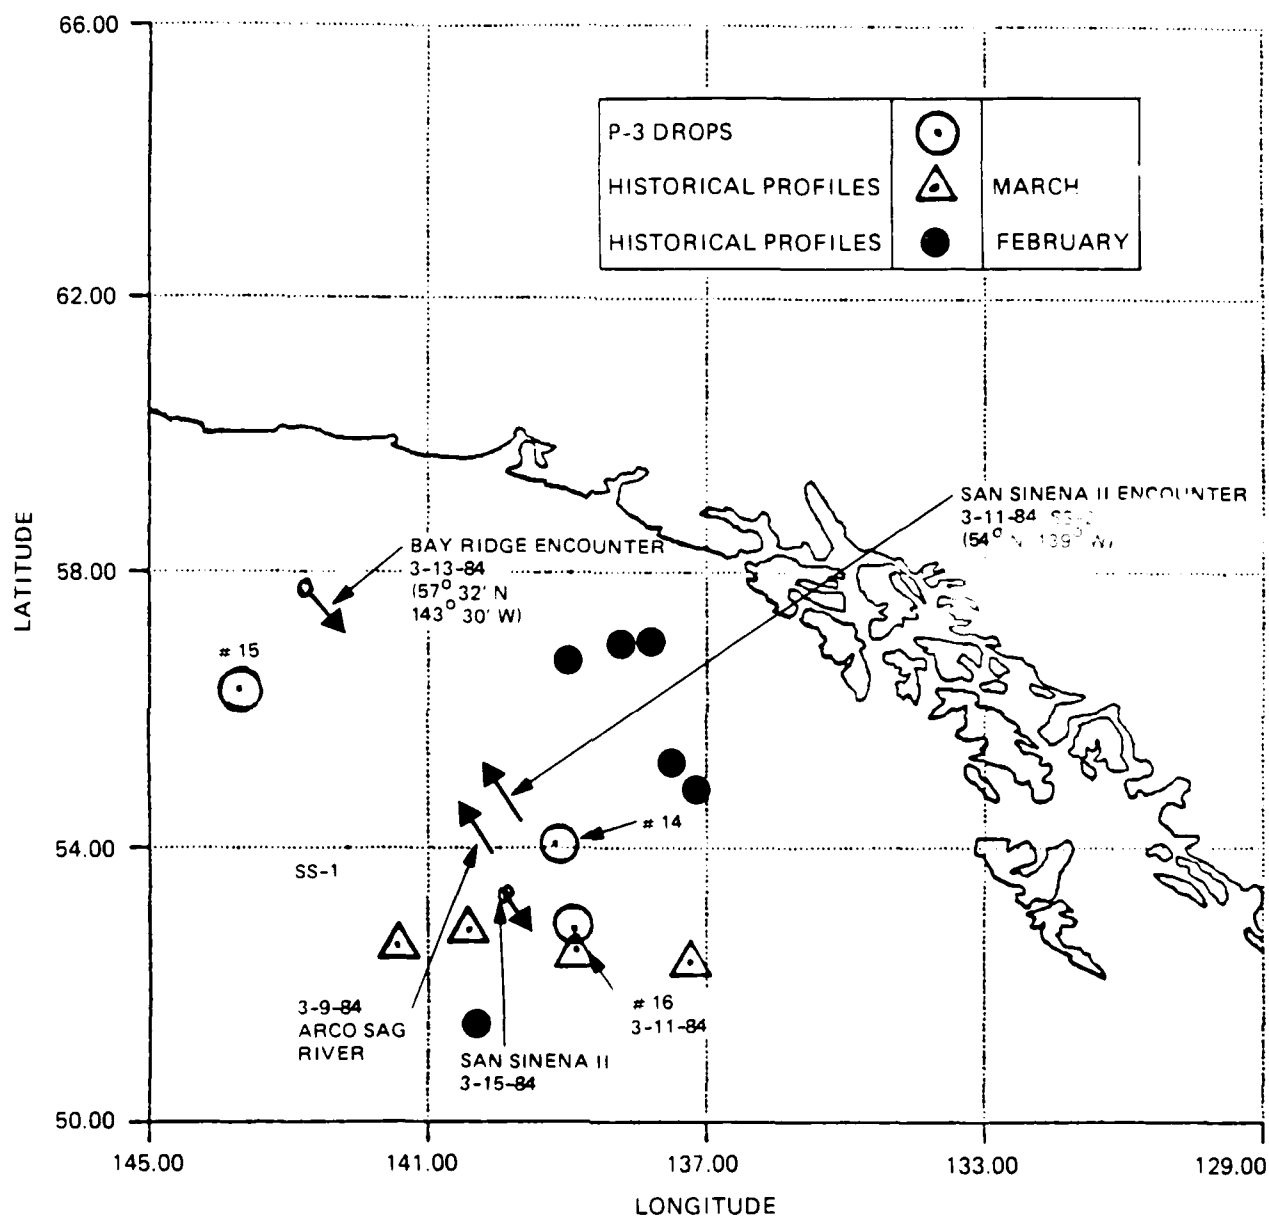 66.00
P-3 DROPS
HISTORICAL PROFILES MARCH
HISTORICAL PROFILES FEBRUARY
62.00
SAN SINENA II ENCOUNTER
3-11-84
(54° N 139° W)
BAY RIDGE ENCOUNTER
3-13-84
(57° 32' N
143° 30' W)
58.00
LATITUDE
# 15
# 14
54.00
SS-1
3-9-84
ARCO SAG
RIVER
# 16
3-11-84
SAN SINENA II
3-15-84
50.00
145.00 141.00 137.00 133.00 129.00
LONGITUDE